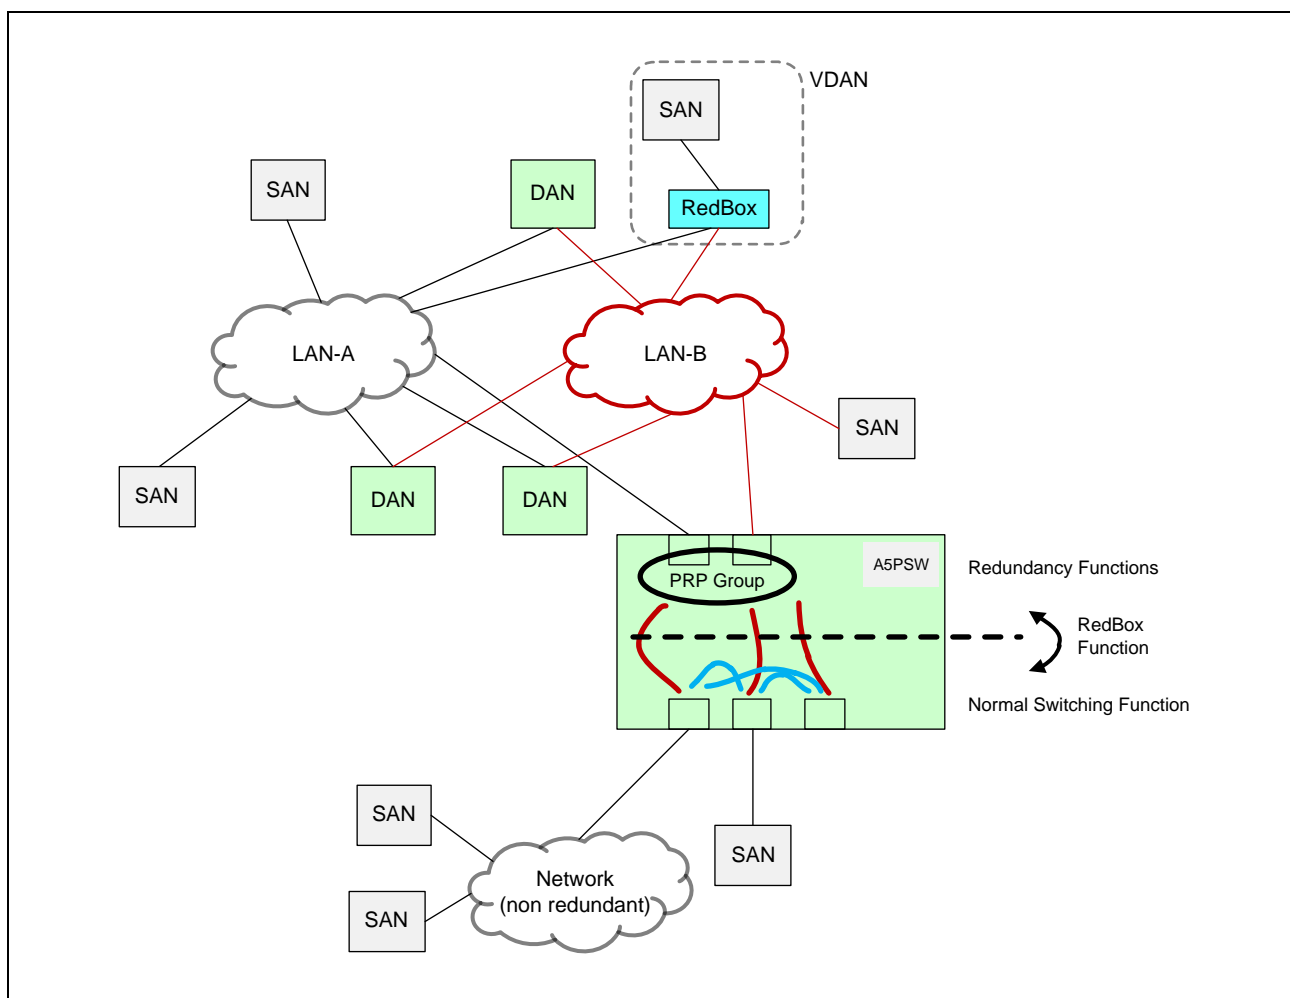 VDAN
SAN
SAN
DAN
RedBox
LAN-A
LAN-B
SAN
SAN
DAN
DAN
A5PSW
PRP Group
Redundancy Functions
RedBox
Function
Normal Switching Function
SAN
SAN
Network
(non redundant)
SAN